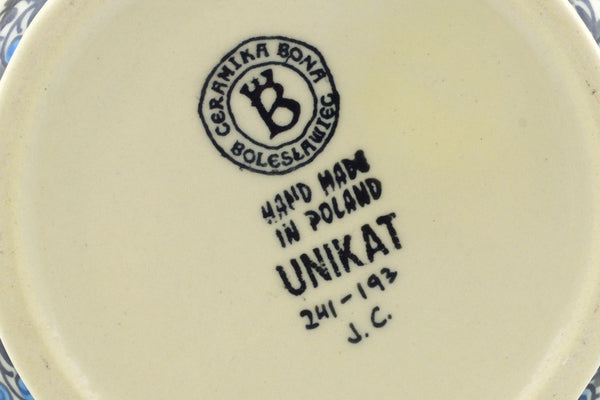 CERAMIKA BONA
B
BOLESŁAWIEC
HAND MADE
IN POLAND
UNIKAT
241-193
J.C.